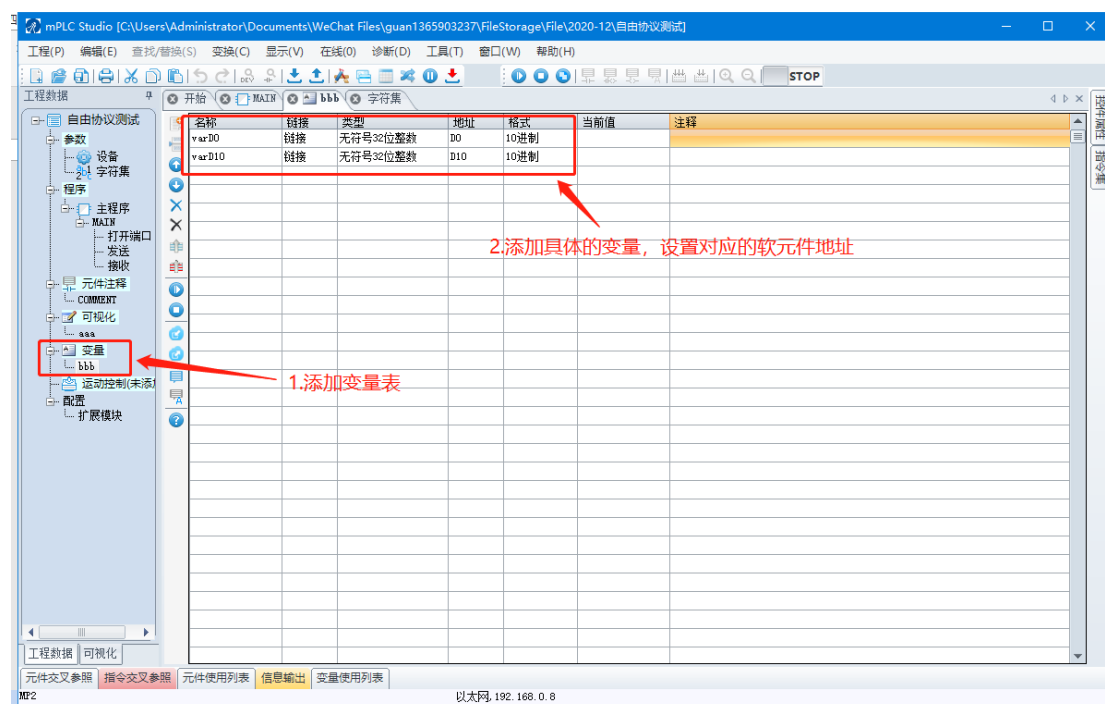 mPLC Studio [C:\Users\Administrator\Documents\WeChat Files\guan1365903237\FileStorage\File\2020-12\自由协议测试]
工程(P) 编辑(E) 查找/替换(S) 变换(C) 显示(V) 在线(0) 诊断(D) 工具(T) 窗口(W) 帮助(H)
STOP
工程数据
开始 MAIN bbb 字符集
自由协议测试
参数
设备
字符集
程序
主程序
MAIN
打开端口
发送
接收
元件注释
COMMENT
可视化
aaa
变量
bbb
运动控制(未添加
配置
扩展模块
名称 链接 类型 地址 格式 当前值 注释
varD0 链接 无符号32位整数 D0 10进制
varD10 链接 无符号32位整数 D10 10进制
2.添加具体的变量，设置对应的软元件地址
1.添加变量表
控件属性
指令集
工程数据 可视化
元件交叉参照 指令交叉参照 元件使用列表 信息输出 变量使用列表
MP2 以太网, 192.168.0.8